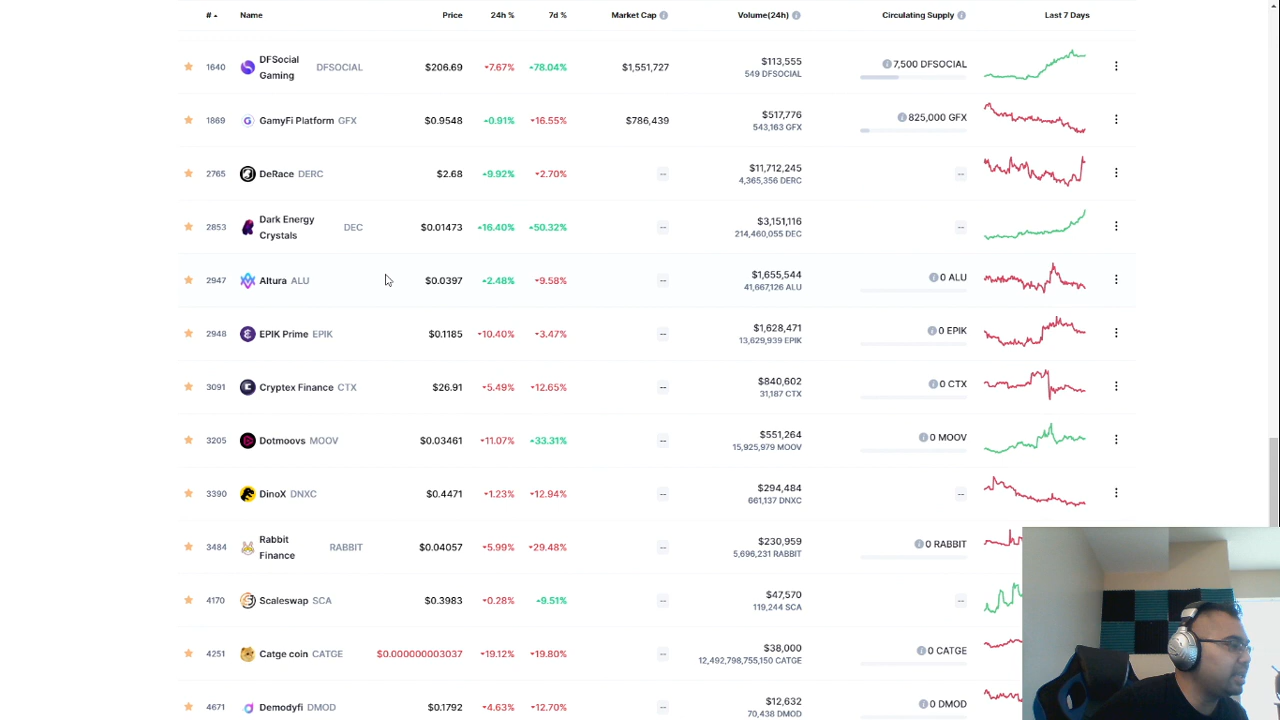 # Name Price 24h % 7d % Market Cap Volume(24h) Circulating Supply Last 7 Days
1640 DFSocial Gaming DFSOCIAL $206.69 7.67% 78.04% $1,551,727 $113,555 7,500 DFSOCIAL
549 DFSOCIAL
1869 GamyFi Platform GFX $0.9548 0.91% 16.55% $786,439 $517,776 825,000 GFX
543,163 GFX
2765 DeRace DERC $2.68 9.92% 2.70% -- $11,712,245 --
4,365,356 DERC
2853 Dark Energy Crystals DEC $0.01473 16.40% 50.32% -- $3,151,116 --
214,460,055 DEC
2947 Altura ALU $0.0397 2.48% 9.58% -- $1,655,544 0 ALU
41,667,126 ALU
2948 EPIK Prime EPIK $0.1185 10.40% 3.47% -- $1,628,471 0 EPIK
13,629,939 EPIK
3091 Cryptex Finance CTX $26.91 5.49% 12.65% -- $840,602 0 CTX
31,187 CTX
3205 Dotmoovs MOOV $0.03461 11.07% 33.31% -- $551,264 0 MOOV
15,925,979 MOOV
3390 DinoX DNXC $0.4471 1.23% 12.94% -- $294,484 --
661,137 DNXC
3484 Rabbit Finance RABBIT $0.04057 5.99% 29.48% -- $230,959 0 RABBIT
5,696,231 RABBIT
4170 Scaleswap SCA $0.3983 0.28% 9.51% -- $47,570 --
119,244 SCA
4251 Catge coin CATGE $0.000000003037 19.12% 19.80% -- $38,000 0 CATGE
12,492,798,755,150 CATGE
4671 Demodyfi DMOD $0.1792 4.63% 12.70% -- $12,632 0 DMOD
70,438 DMOD